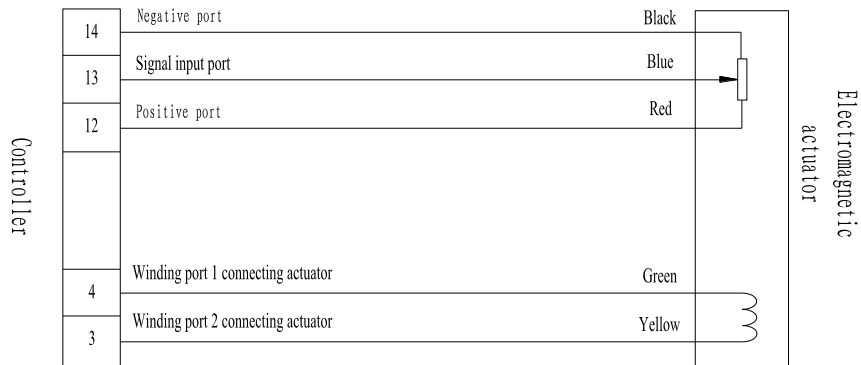 Negative port
Black
14
Signal input port
Blue
13
Positive port
Red
12
Controller
Electromagnetic
actuator
Winding port 1 connecting actuator
Green
4
Winding port 2 connecting actuator
Yellow
3